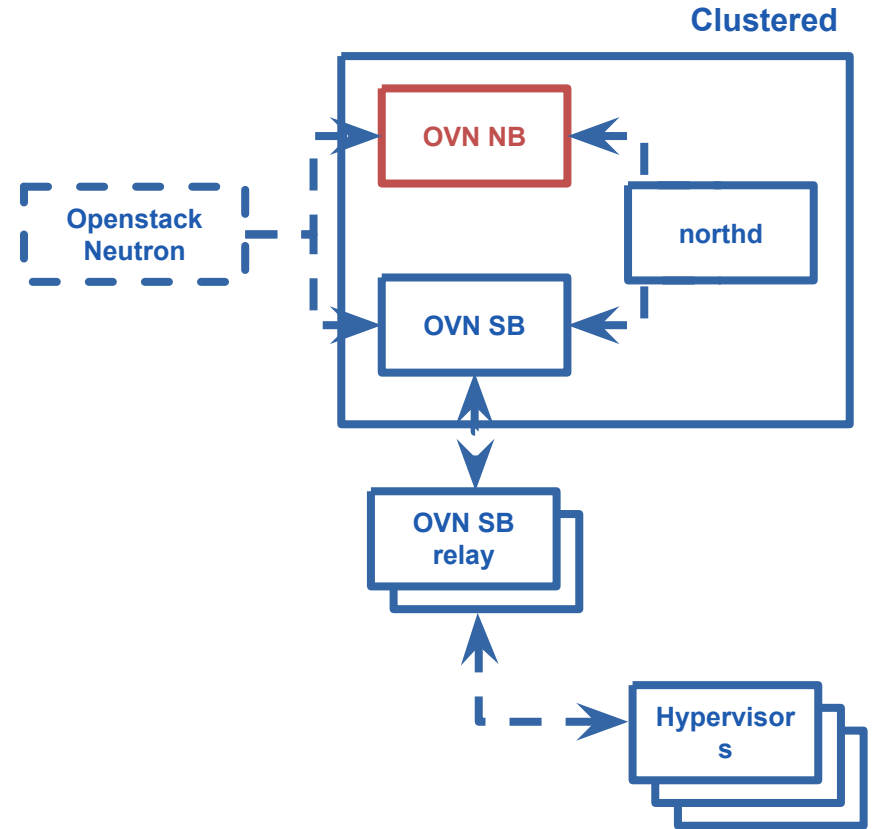 Clustered
OVN NB
Openstack
Neutron
northd
OVN SB
OVN SB
relay
Hypervisor
s